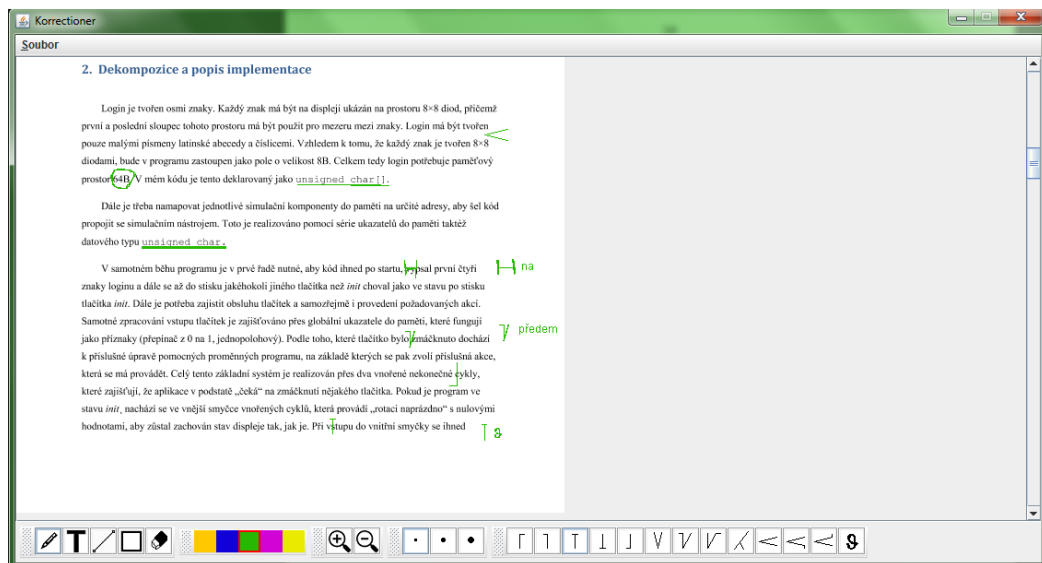 Korrectioner
Soubor
2. Dekompozice a popis implementace
Login je tvořen osmi znaky. Každý znak má být na displeji ukázán na prostoru 8×8 diod, přičemž
první a poslední sloupec tohoto prostoru má být použit pro mezeru mezi znaky. Login má být tvořen
pouze malými písmeny latinské abecedy a číslicemi. Vzhledem k tomu, že každý znak je tvořen 8×8
diodami, bude v programu zastoupen jako pole o velikost 8B. Celkem tedy login potřebuje paměťový
prostor 64B. V mém kódu je tento deklarovaný jako unsigned char[].
Dále je třeba namapovat jednotlivé simulační komponenty do paměti na určité adresy, aby šel kód
propojit se simulačním nástrojem. Toto je realizováno pomocí série ukazatelů do paměti taktéž
datového typu unsigned char.
V samotném běhu programu je v prvé řadě nutné, aby kód ihned po startu, vypsal první čtyři na
znaky loginu a dále se až do stisku jakéhokoli jiného tlačítka než init choval jako ve stavu po stisku
tlačítka init. Dále je potřeba zajistit obsluhu tlačítek a samozřejmě i provedení požadovaných akcí.
Samotné zpracování vstupu tlačítek je zajišťováno přes globální ukazatele do paměti, které fungují
jako příznaky (přepínač z 0 na 1, jednopolohový). Podle toho, které tlačítko bylo zmáčknuto dochází předem
k příslušné úpravě pomocných proměnných programu, na základě kterých se pak zvolí příslušná akce,
která se má provádět. Celý tento základní systém je realizován přes dva vnořené nekonečné cykly,
které zajišťují, že aplikace v podstatě „čeká“ na zmáčknutí nějakého tlačítka. Pokud je program ve
stavu init, nachází se ve vnější smyčce vnořených cyklů, která provádí „rotaci naprázdno“ s nulovými
hodnotami, aby zůstal zachován stav displeje tak, jak je. Při vstupu do vnitřní smyčky se ihned
T